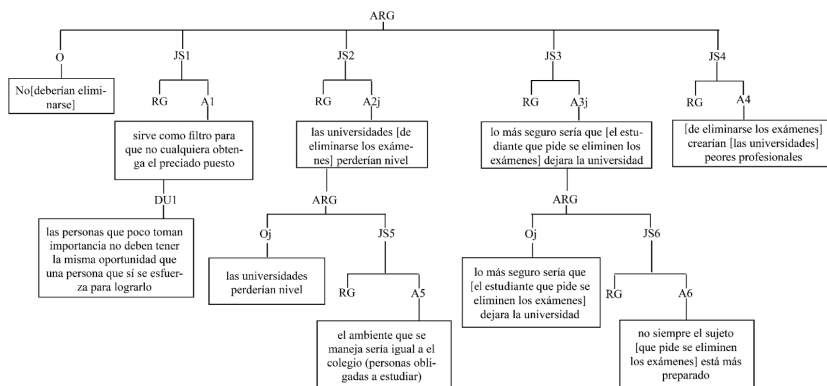 ARG
O
JS1
JS2
JS3
JS4
No[deberían elimi-
narse]
RG
A1
RG
A2j
RG
A3j
RG
A4
sirve como filtro para
que no cualquiera obten-
ga el preciado puesto
las universidades [de
eliminarse los exáme-
nes] perderían nivel
lo más seguro sería que [el estu-
diante que pide se eliminen los
exámenes] dejara la universidad
[de eliminarse los exámenes]
crearían [las universidades]
peores profesionales
DU1
ARG
ARG
las personas que poco toman
importancia no deben tener
la misma oportunidad que
una persona que sí se esfuer-
za para lograrlo
Oj
JS5
Oj
JS6
las universidades
perderían nivel
lo más seguro sería que
[el estudiante que pide se
eliminen los exámenes]
dejara la universidad
RG
A5
RG
A6
el ambiente que se
maneja sería igual a el
colegio (personas obli-
gadas a estudiar)
no siempre el sujeto
[que pide se eliminen
los exámenes] está más
preparado